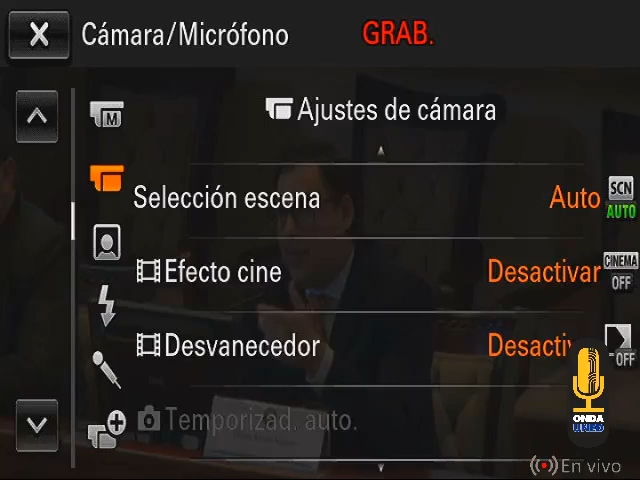 Cámara/Micrófono GRAB.
M
Ajustes de cámara
Selección escena Auto
SCN
AUTO
Efecto cine Desactivar
CINEMA
OFF
Desvanecedor Desactiv
OFF
Temporizad. auto.
ONDA
En vivo